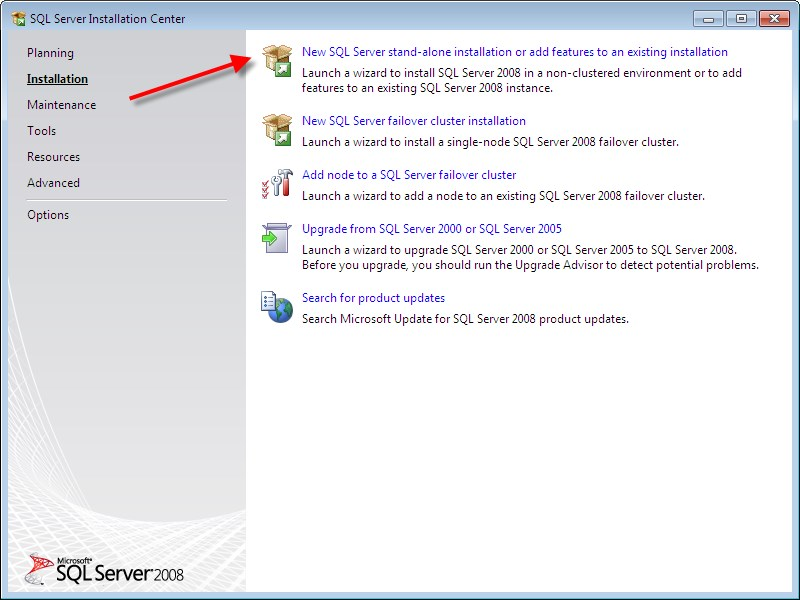 SQL Server Installation Center
Planning
Installation
Maintenance
Tools
Resources
Advanced
Options
New SQL Server stand-alone installation or add features to an existing installation
Launch a wizard to install SQL Server 2008 in a non-clustered environment or to add
features to an existing SQL Server 2008 instance.
New SQL Server failover cluster installation
Launch a wizard to install a single-node SQL Server 2008 failover cluster.
Add node to a SQL Server failover cluster
Launch a wizard to add a node to an existing SQL Server 2008 failover cluster.
Upgrade from SQL Server 2000 or SQL Server 2005
Launch a wizard to upgrade SQL Server 2000 or SQL Server 2005 to SQL Server 2008.
Before you upgrade, you should run the Upgrade Advisor to detect potential problems.
Search for product updates
Search Microsoft Update for SQL Server 2008 product updates.
Microsoft®
SQL Server 2008